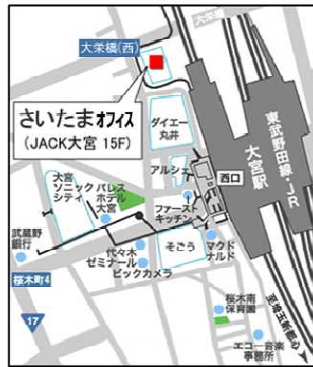 大栄橋(西)
大栄橋
さいたまオフィス
(JACK大宮 15F)
ダイエー
丸井
アルシェ
西口
大宮駅
東武野田線・JR
大宮
ソニック
シティ
パレス
ホテル
大宮
ファースト
キッチン
武蔵野
銀行
桜木町4
代々木
ゼミナール
ビックカメラ
そごう
マクド
ナルド
17
桜木南
保育園
エコー音楽
事務所
至埼玉新都心